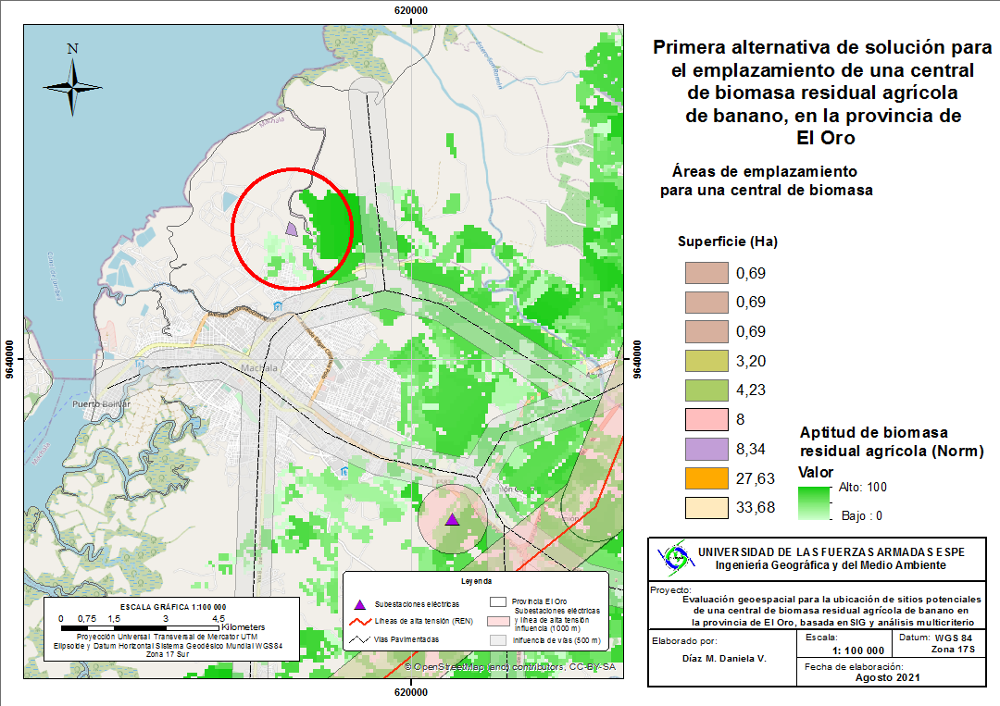 620000
N
Estero San Ramón
Machala
9640000
9640000
Machala
Puerto Bolívar
Machala
620000
ESCALA GRÁFICA 1:100 000
0 0,75 1,5 3 4,5
Kilometers
Proyección Universal Transversal de Mercator UTM
Elipsoide y Datum Horizontal Sistema Geodésico Mundial WGS84
Zona 17 Sur
Leyenda
Subestaciones eléctricas
Líneas de alta tensión (REN)
Vías Pavimentadas
Provincia El Oro
Subestaciones eléctricas
y línea de alta tensión
Influencia (1000 m)
Influencia de vías (500 m)
© OpenStreetMap (and) contributors, CC-BY-SA
Primera alternativa de solución para
el emplazamiento de una central
de biomasa residual agrícola
de banano, en la provincia de
El Oro
Áreas de emplazamiento
para una central de biomasa
Superficie (Ha)
0,69
0,69
0,69
3,20
4,23
8
8,34
27,63
33,68
Aptitud de biomasa
residual agrícola (Norm)
Valor
Alto: 100
Bajo : 0
UNIVERSIDAD DE LAS FUERZAS ARMADAS ESPE
Ingeniería Geográfica y del Medio Ambiente
Proyecto:
Evaluación geoespacial para la ubicación de sitios potenciales
de una central de biomasa residual agrícola de banano en
la provincia de El Oro, basada en SIG y análisis multicriterio
Elaborado por:
Díaz M. Daniela V.
Escala:
1: 100 000
Datum: WGS 84
Zona 17S
Fecha de elaboración:
Agosto 2021